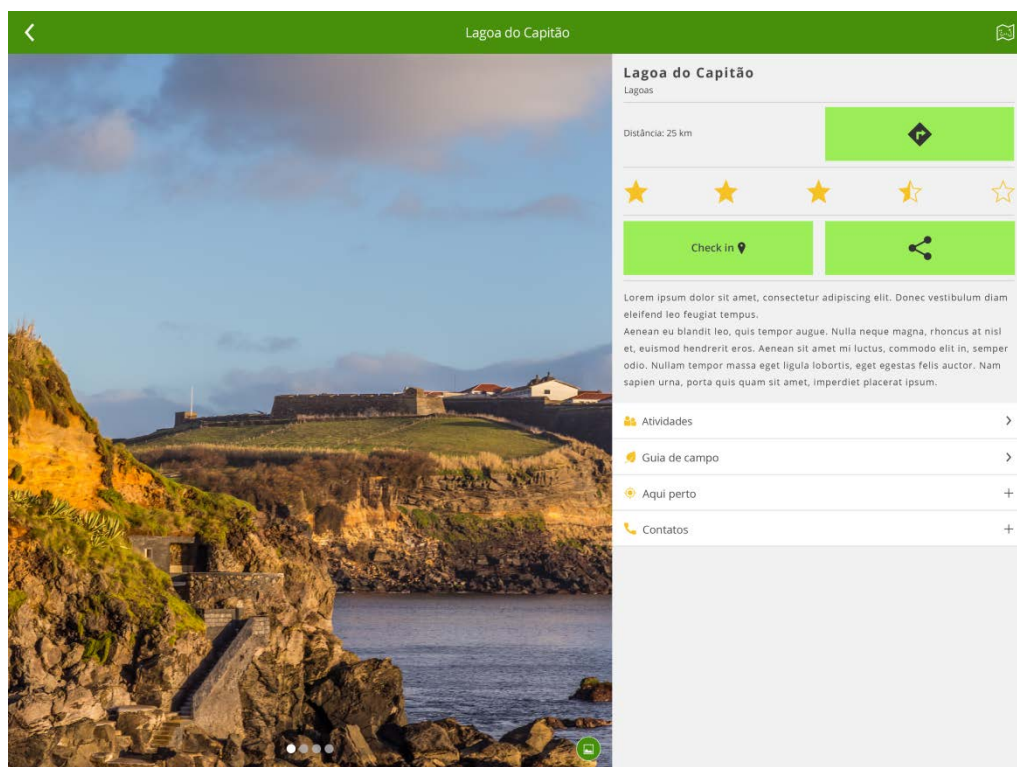 Lagoa do Capitão
Lagoa do Capitão
Lagoas
Distância: 25 km
Check in
Lorem ipsum dolor sit amet, consectetur adipiscing elit. Donec vestibulum diam
eleifend leo feugiat tempus.
Aenean eu blandit leo, quis tempor augue. Nulla neque magna, rhoncus at nisl
et, euismod hendrerit eros. Aenean sit amet mi luctus, commodo elit in, semper
odio. Nullam tempor massa eget ligula lobortis, eget egestas felis auctor. Nam
sapien urna, porta quis quam sit amet, imperdiet placerat ipsum.
Atividades
Guia de campo
Aqui perto
Contatos